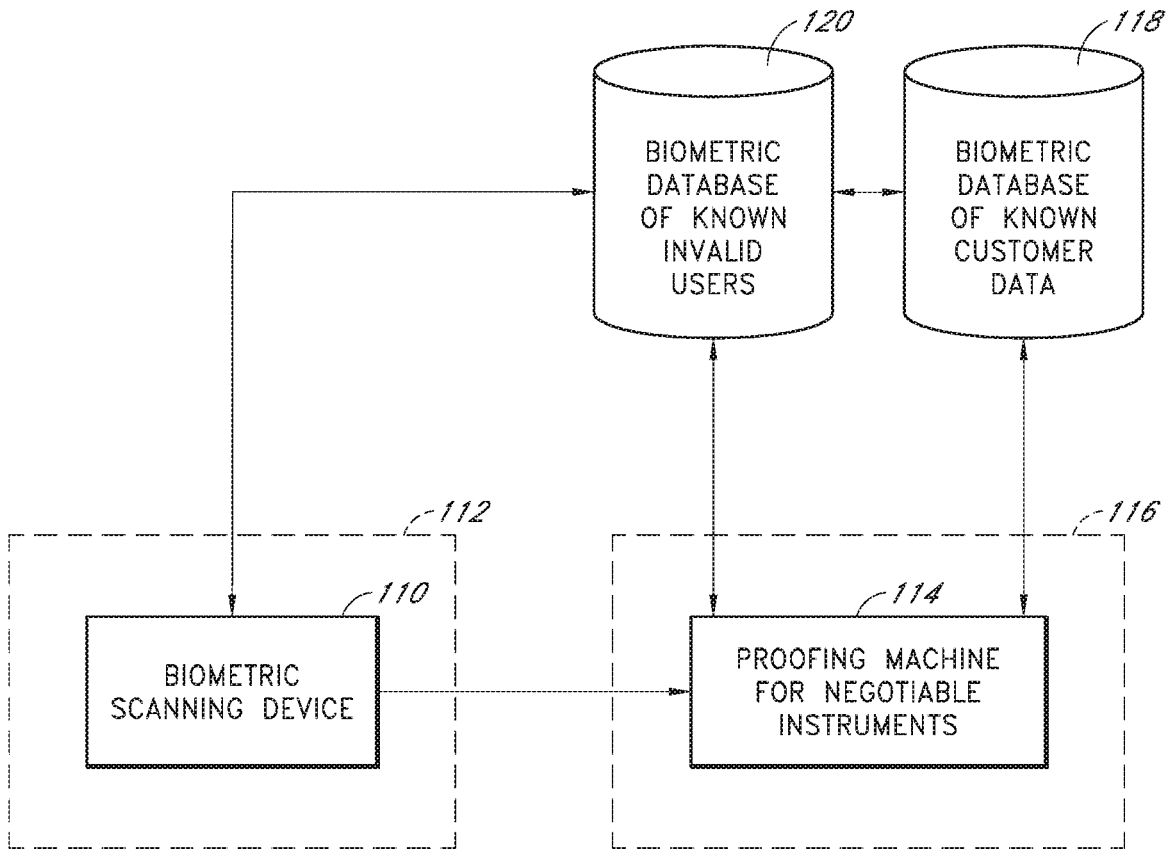 120
118
BIOMETRIC
DATABASE
OF KNOWN
INVALID
USERS
BIOMETRIC
DATABASE
OF KNOWN
CUSTOMER
DATA
112
116
110
114
BIOMETRIC
SCANNING DEVICE
PROOFING MACHINE
FOR NEGOTIABLE
INSTRUMENTS